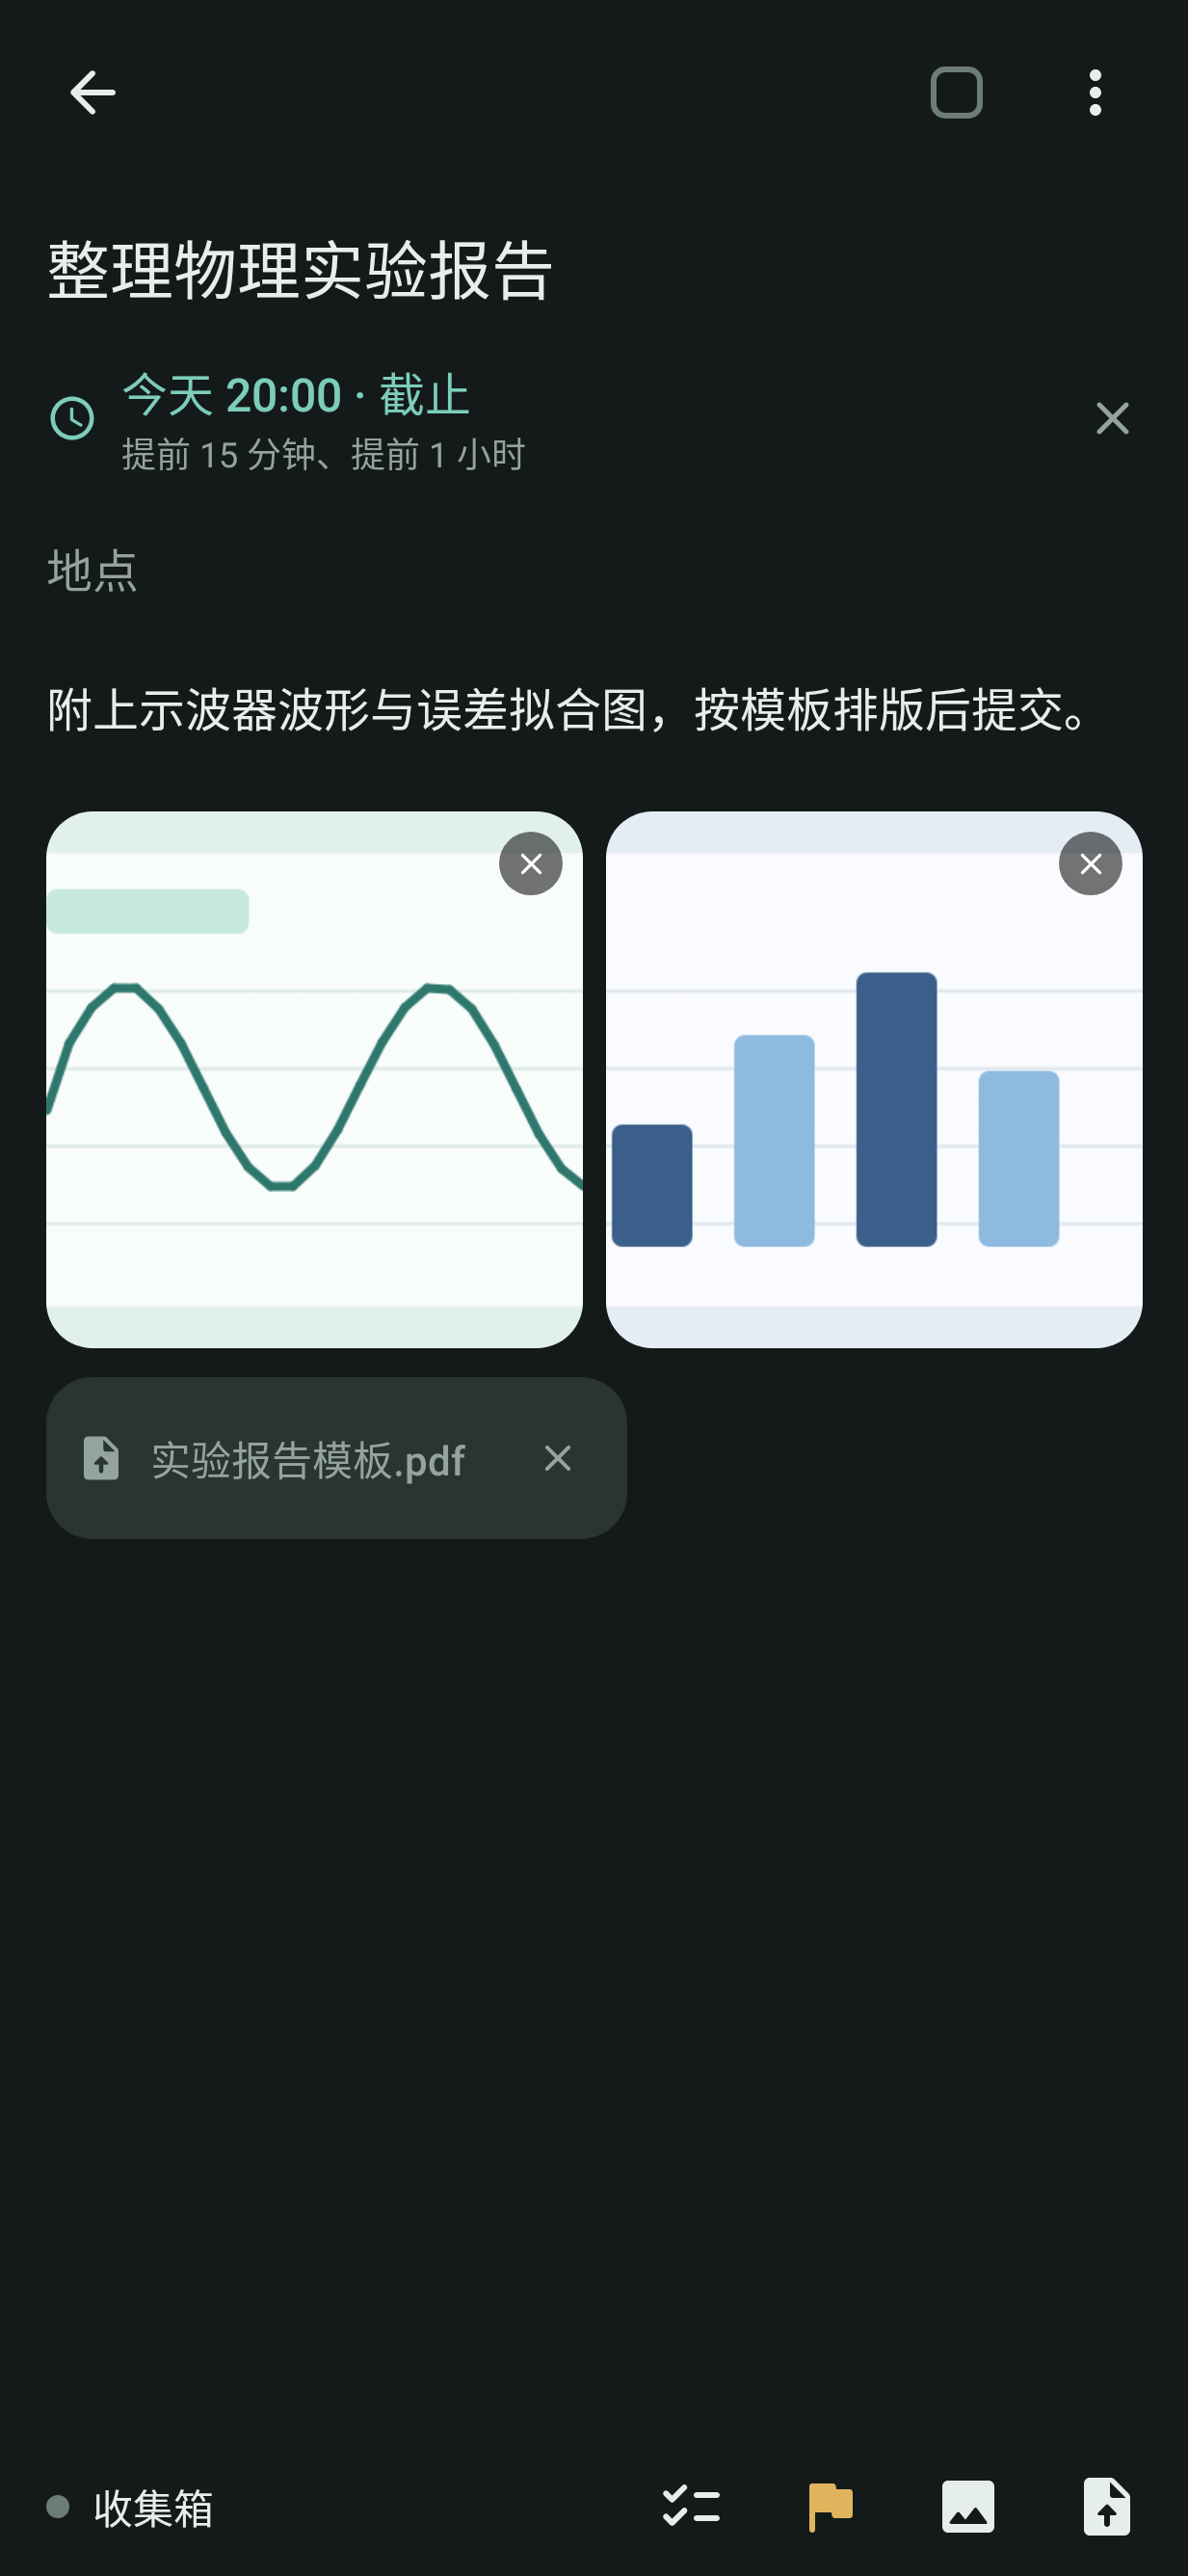 整理物理实验报告
今天 20:00 · 截止
提前 15 分钟、提前 1 小时
地点
附上示波器波形与误差拟合图，按模板排版后提交。
实验报告模板.pdf
收集箱